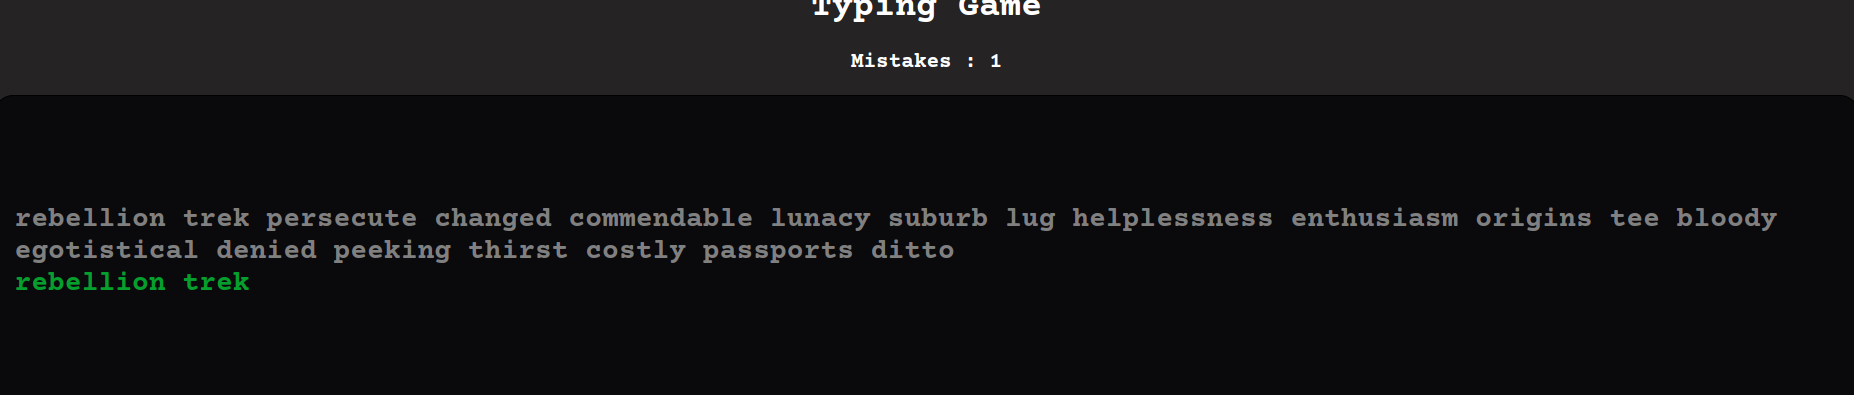 Typing Game
Mistakes : 1
rebellion trek persecute changed commendable lunacy suburb lug helplessness enthusiasm origins tee bloody
egotistical denied peeking thirst costly passports ditto
rebellion trek